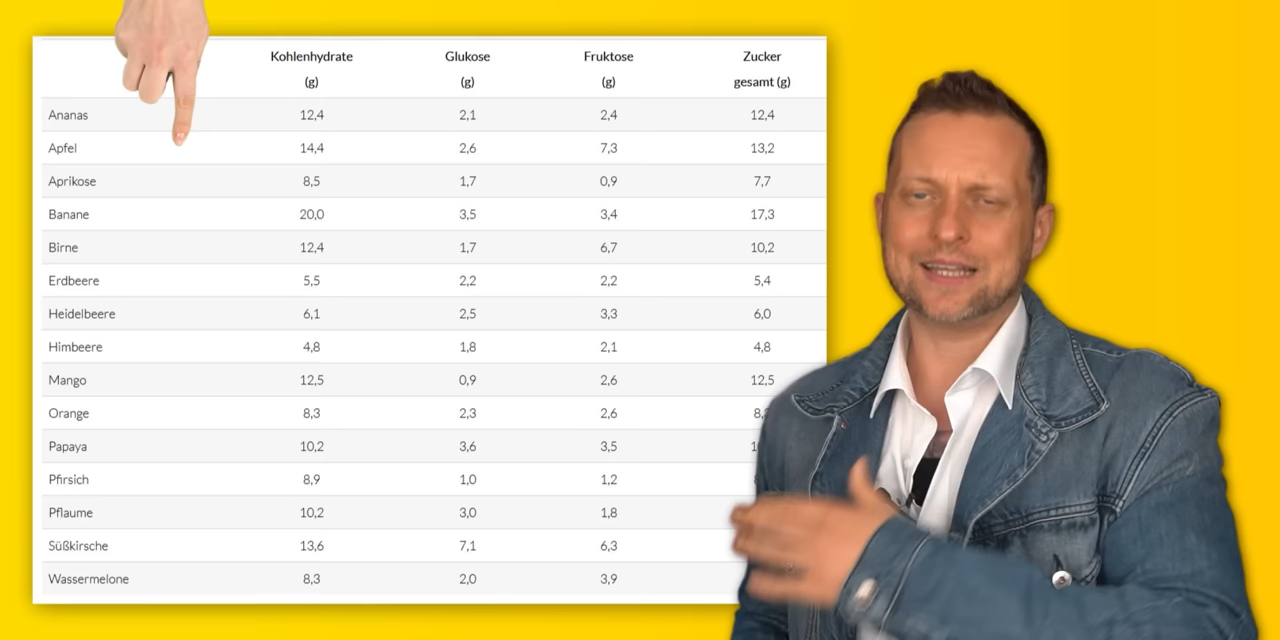 Kohlenhydrate Glukose Fruktose Zucker
(g) (g) (g) gesamt (g)
Ananas 12,4 2,1 2,4 12,4
Apfel 14,4 2,6 7,3 13,2
Aprikose 8,5 1,7 0,9 7,7
Banane 20,0 3,5 3,4 17,3
Birne 12,4 1,7 6,7 10,2
Erdbeere 5,5 2,2 2,2 5,4
Heidelbeere 6,1 2,5 3,3 6,0
Himbeere 4,8 1,8 2,1 4,8
Mango 12,5 0,9 2,6 12,5
Orange 8,3 2,3 2,6
Papaya 10,2 3,6 3,5
Pfirsich 8,9 1,0 1,2
Pflaume 10,2 3,0 1,8
Süßkirsche 13,6 7,1 6,3
Wassermelone 8,3 2,0 3,9